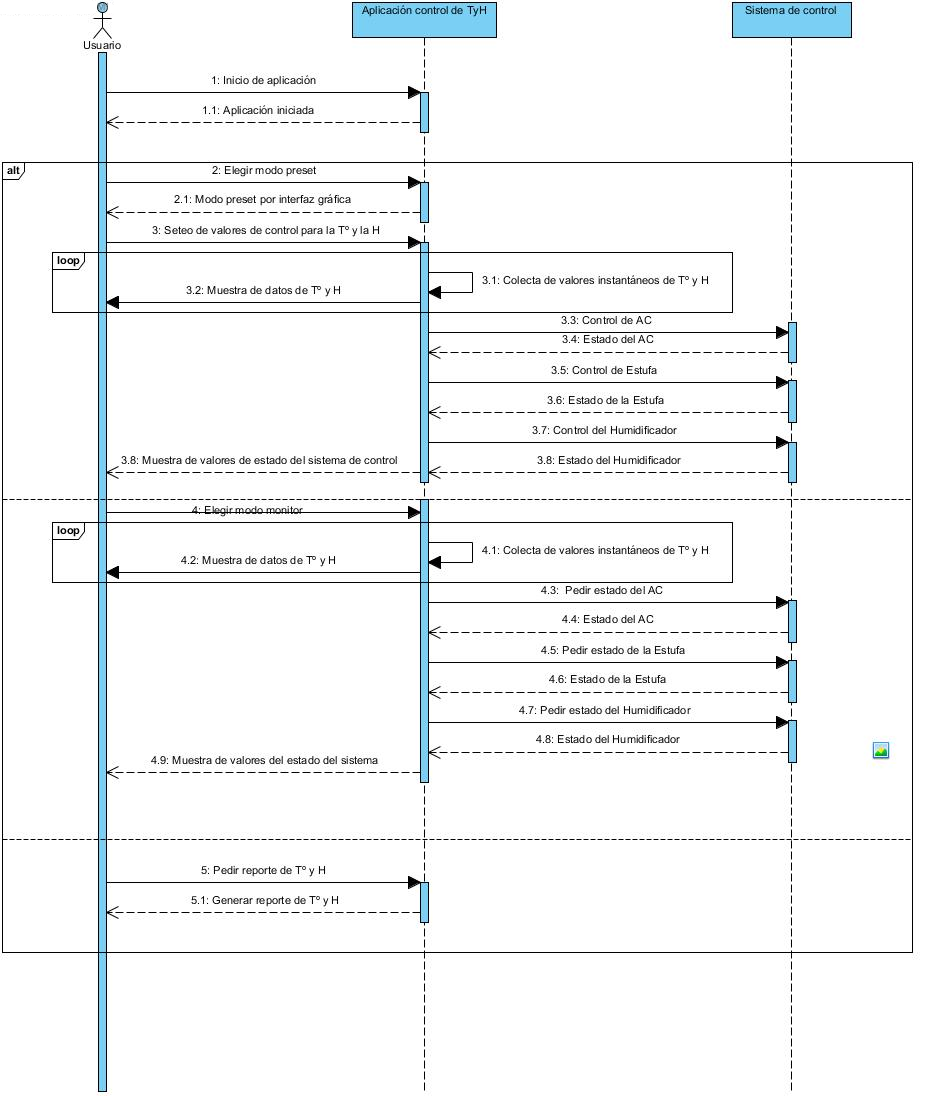 Usuario
Aplicación control de TyH
Sistema de control
1: Inicio de aplicación
1.1: Aplicación iniciada
alt
2: Elegir modo preset
2.1: Modo preset por interfaz gráfica
3: Seteo de valores de control para la Tº y la H
loop
3.1: Colecta de valores instantáneos de Tº y H
3.2: Muestra de datos de Tº y H
3.3: Control de AC
3.4: Estado del AC
3.5: Control de Estufa
3.6: Estado de la Estufa
3.7: Control del Humidificador
3.8: Muestra de valores de estado del sistema de control
3.8: Estado del Humidificador
4: Elegir modo monitor
loop
4.1: Colecta de valores instantáneos de Tº y H
4.2: Muestra de datos de Tº y H
4.3: Pedir estado del AC
4.4: Estado del AC
4.5: Pedir estado de la Estufa
4.6: Estado de la Estufa
4.7: Pedir estado del Humidificador
4.8: Estado del Humidificador
4.9: Muestra de valores del estado del sistema
5: Pedir reporte de Tº y H
5.1: Generar reporte de Tº y H